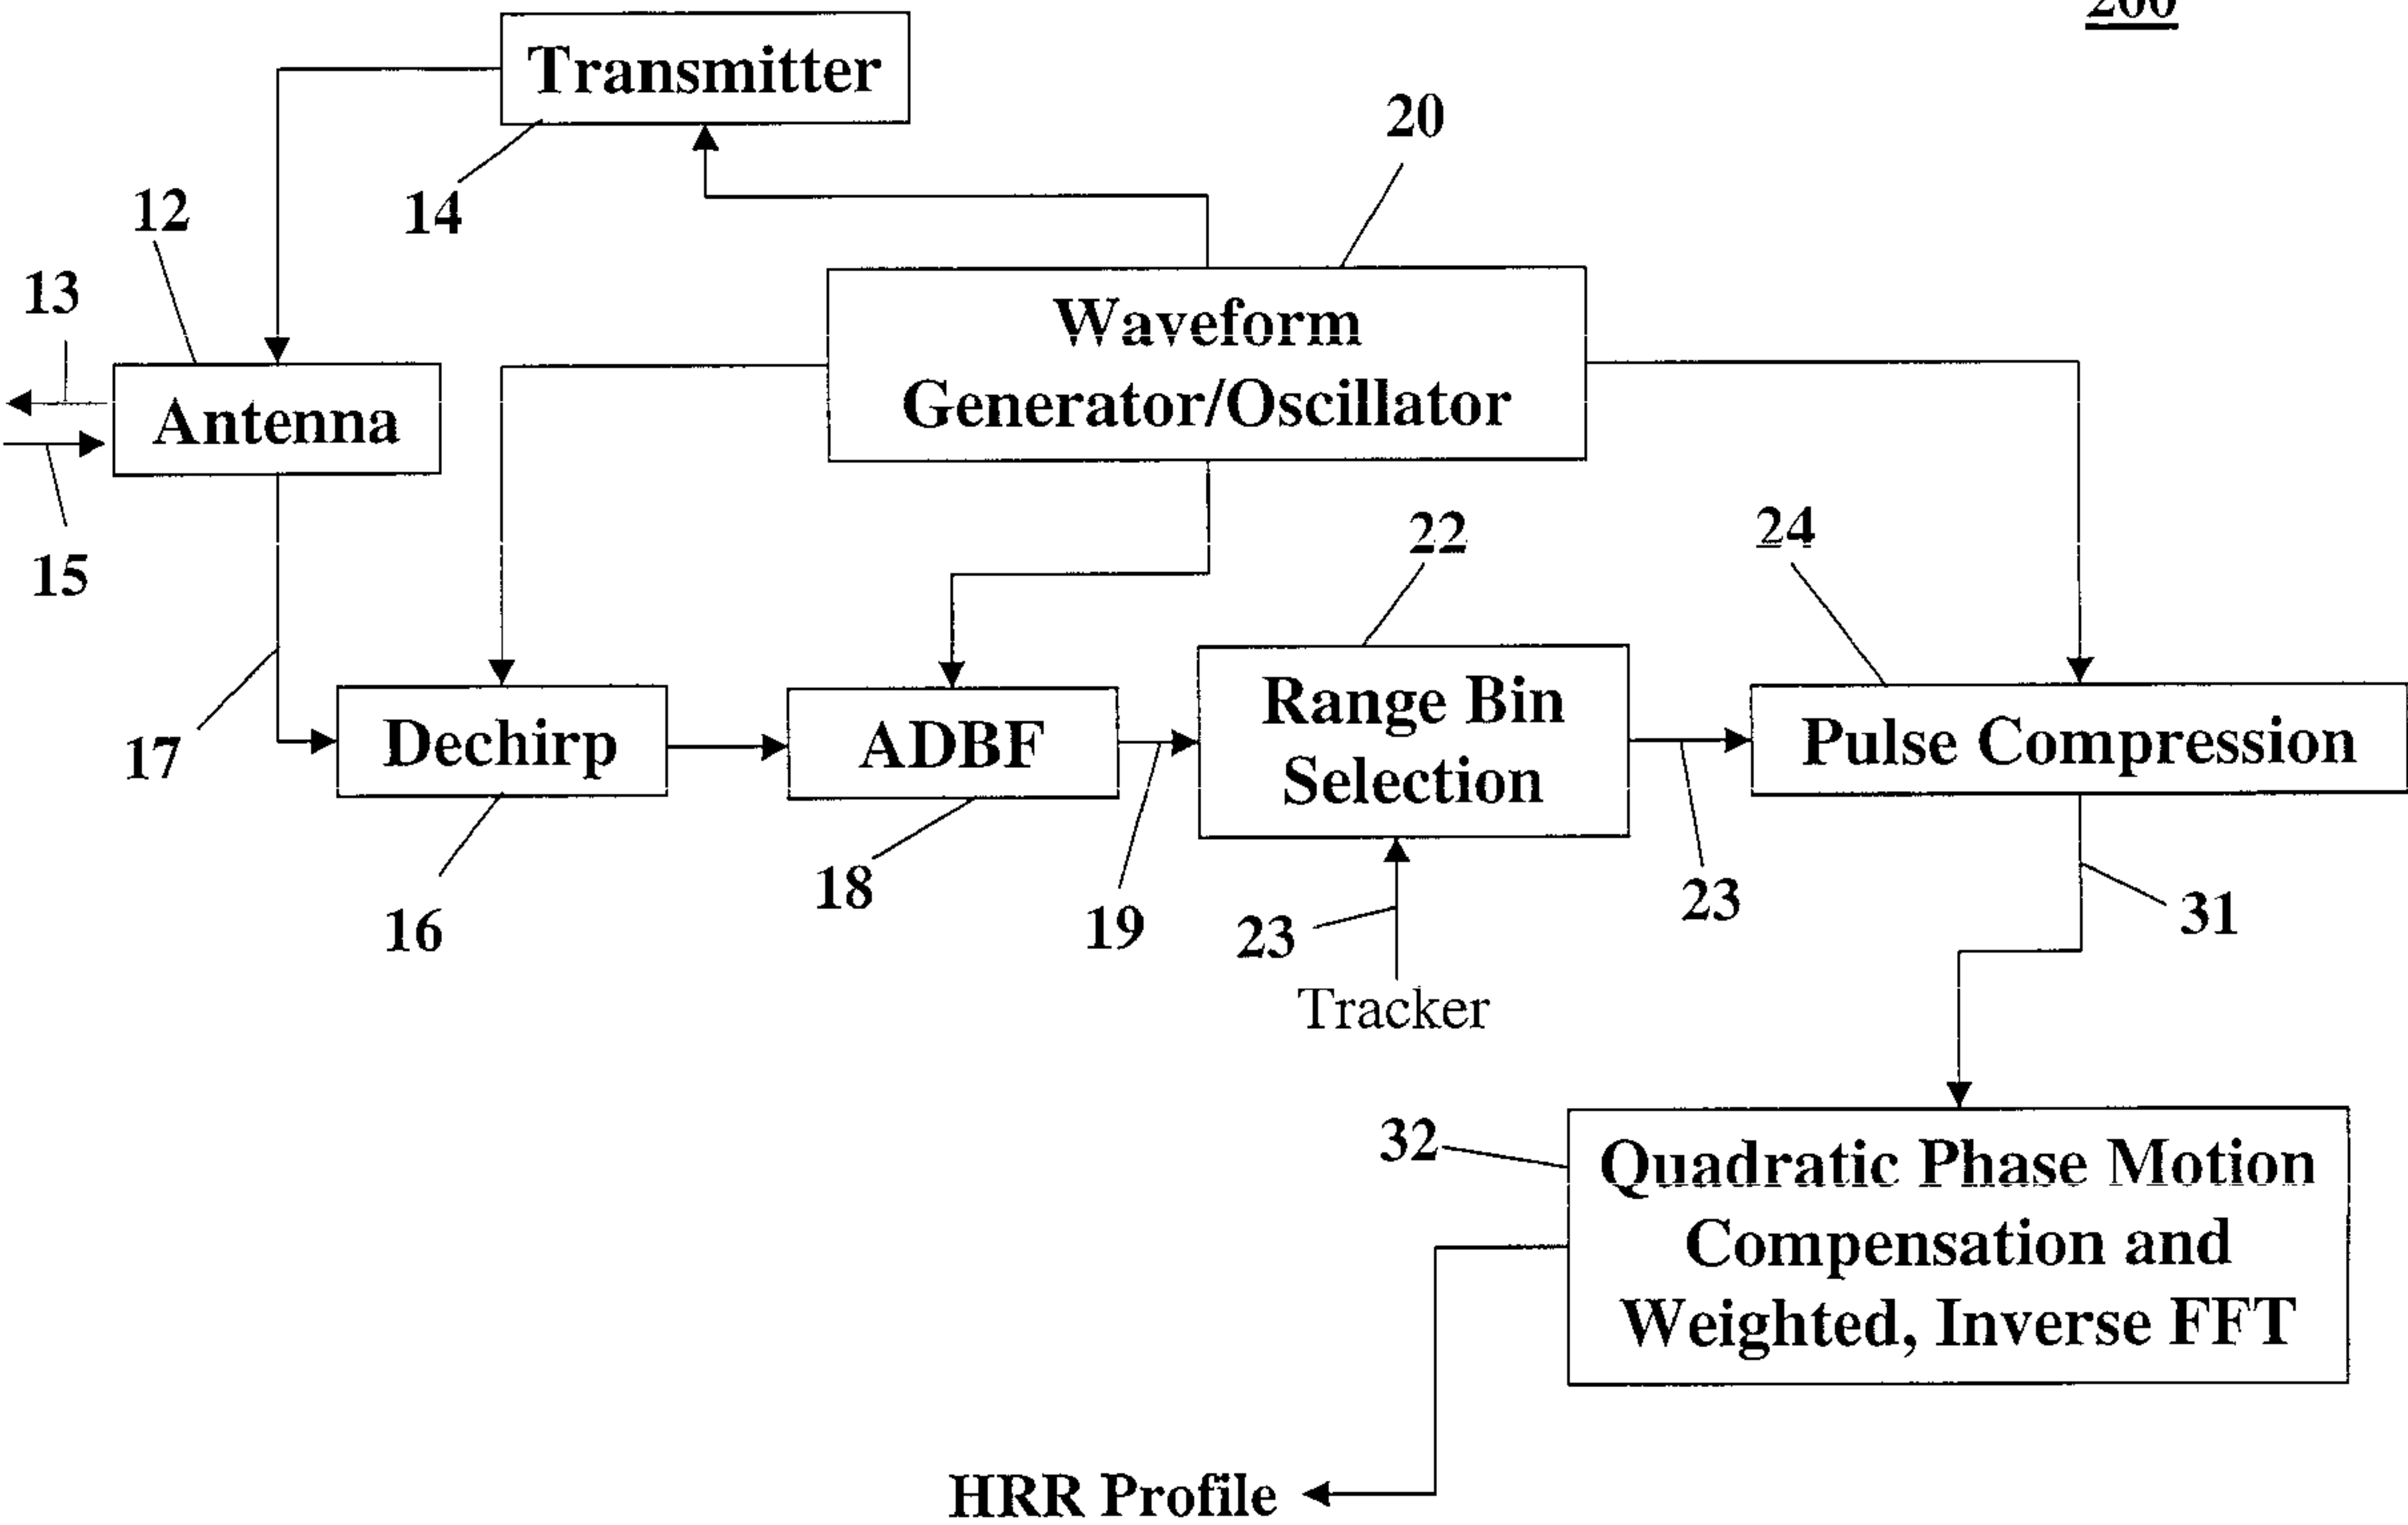 200
Transmitter
20
12
14
13
Waveform
Generator/Oscillator
Antenna
22
24
15
Range Bin
Selection
17
Dechirp
ADBF
Pulse Compression
18
19
23
23
31
16
Tracker
32
Quadratic Phase Motion
Compensation and
Weighted, Inverse FFT
HRR Profile